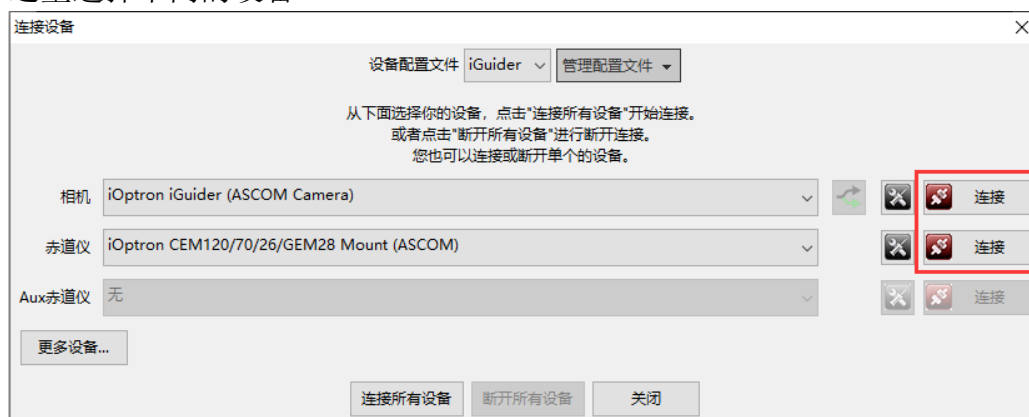 连接设备
设备配置文件 iGuider 管理配置文件
从下面选择你的设备，点击"连接所有设备"开始连接。
或者点击"断开所有设备"进行断开连接。
您也可以连接或断开单个的设备。
相机 iOptron iGuider (ASCOM Camera) 连接
赤道仪 iOptron CEM120/70/26/GEM28 Mount (ASCOM) 连接
Aux赤道仪 无 连接
更多设备...
连接所有设备 断开所有设备 关闭